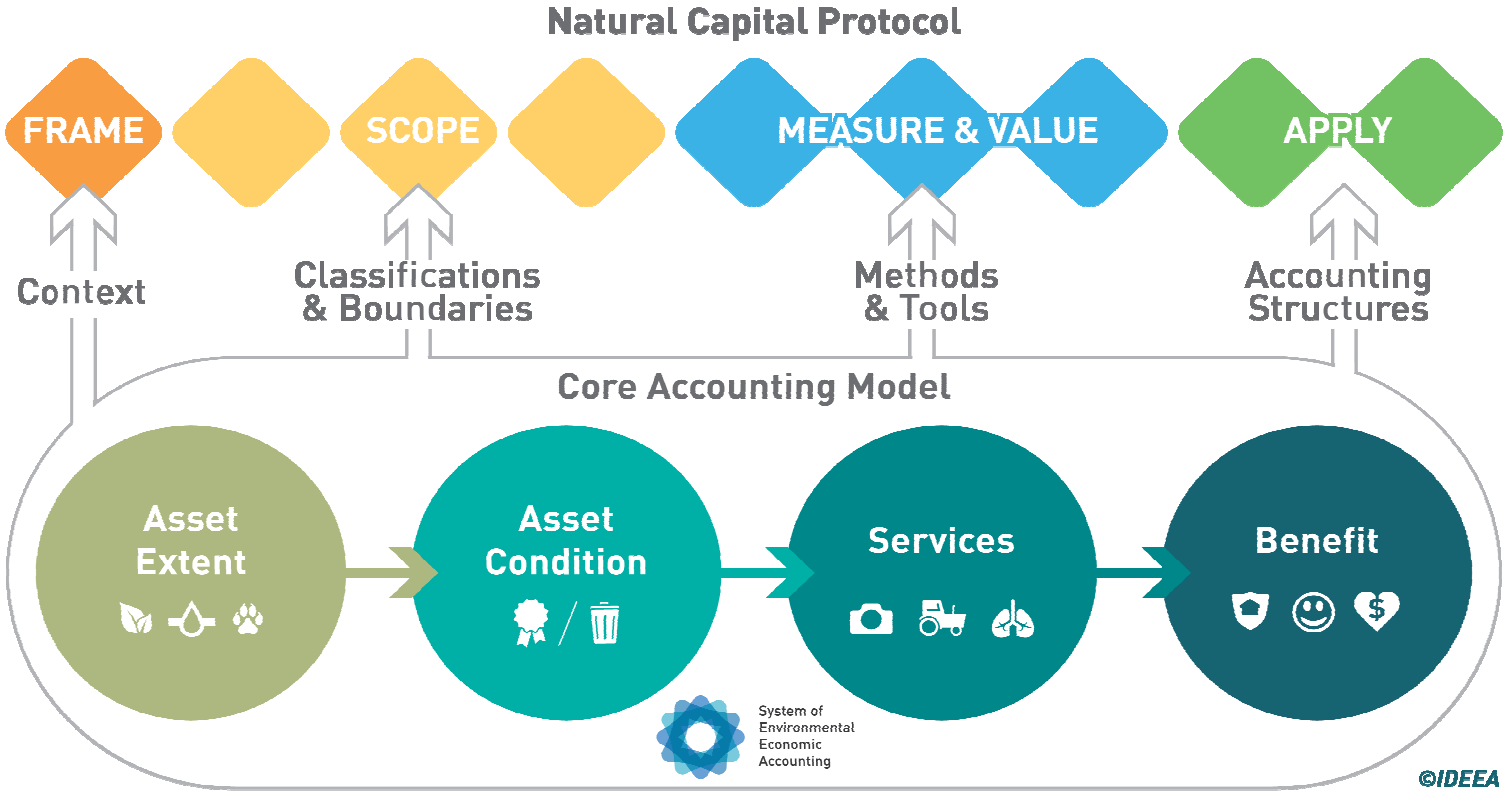 Natural Capital Protocol
FRAME
SCOPE
MEASURE & VALUE
APPLY
Context
Classifications
& Boundaries
Methods
& Tools
Accounting
Structures
Core Accounting Model
Asset
Extent
Asset
Condition
Services
Benefit
$
System of
Environmental
Economic
Accounting
©IDEEA